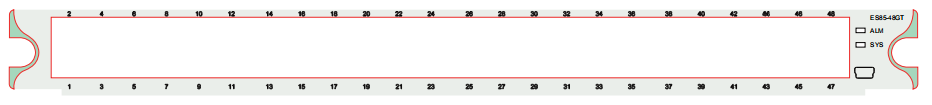 2 4 6 8 10 12 14 16 18 20 22 24 26 28 30 32 34 36 38 40 42 44 46 48
ES85-48GT
ALM
SYS
1 3 5 7 9 11 13 15 17 19 21 23 25 27 29 31 33 35 37 39 41 43 45 47